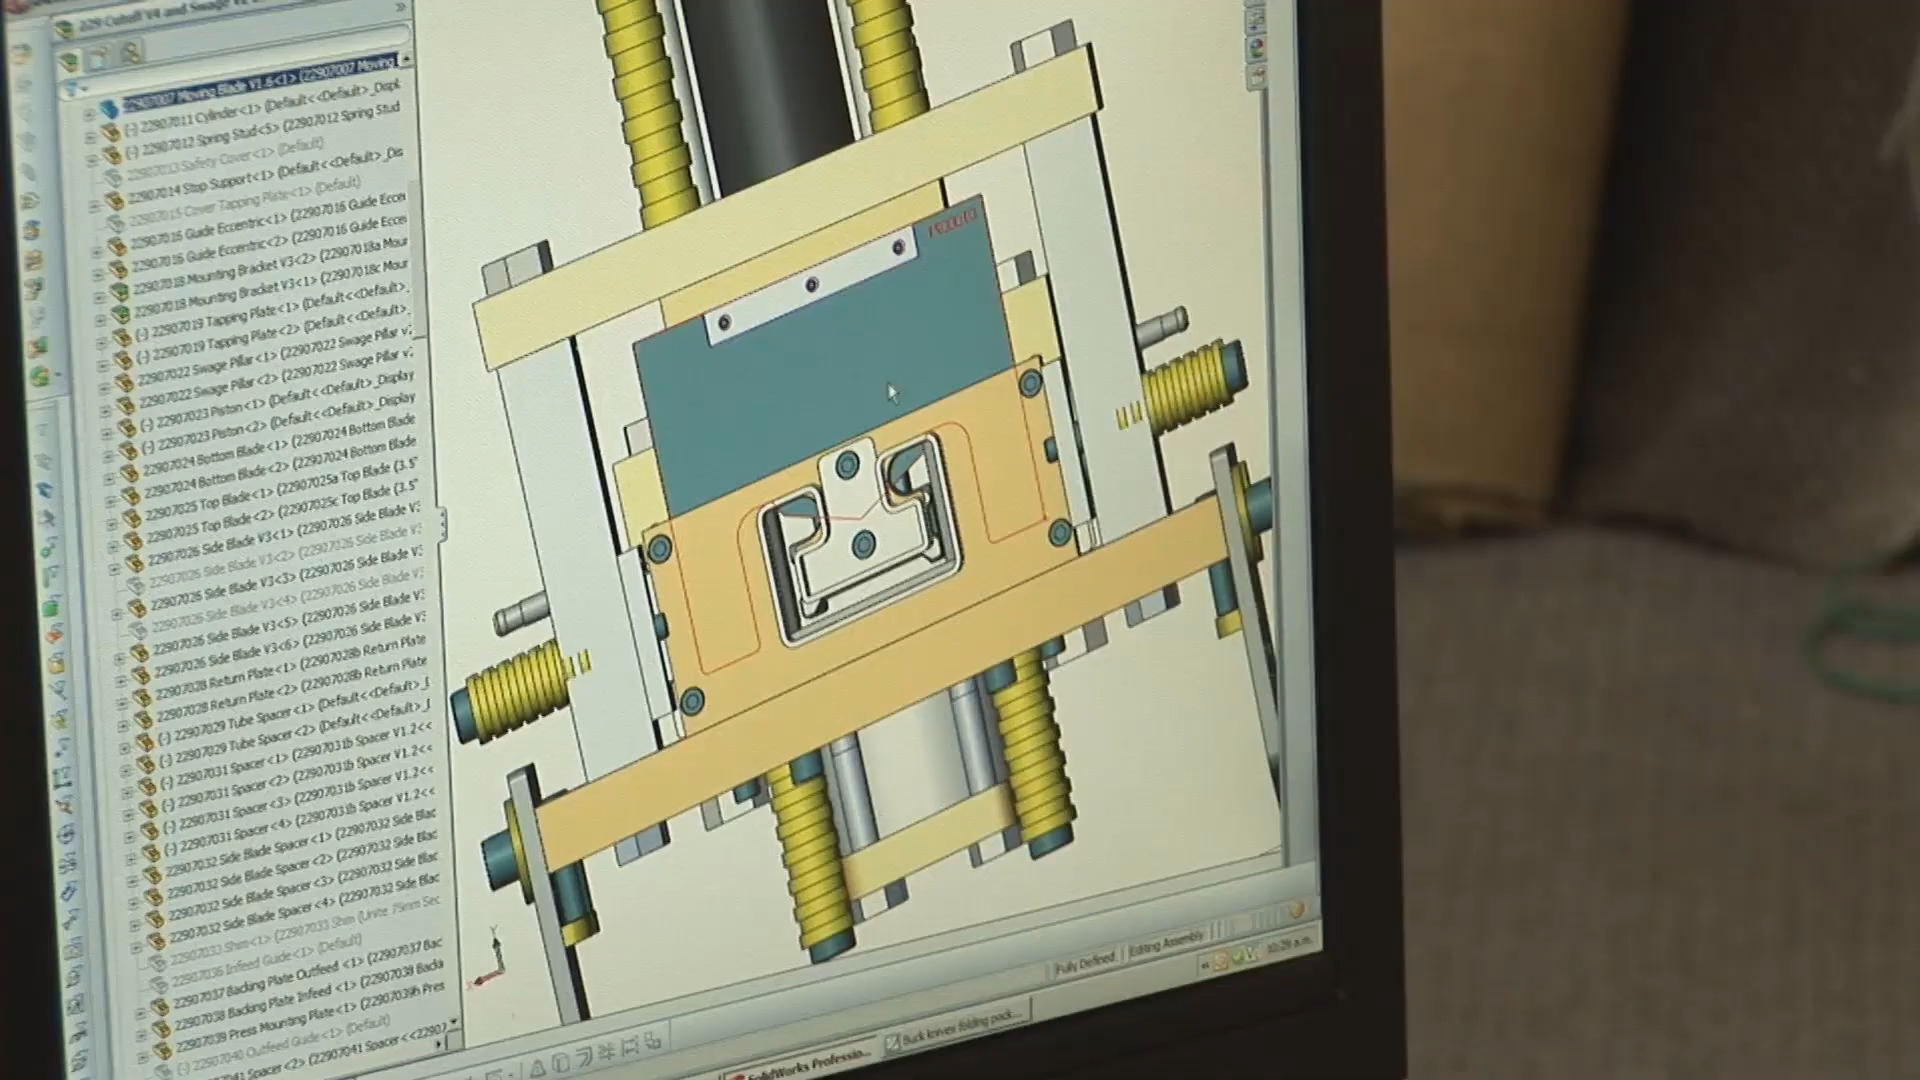 229 Cutoff V4 and Swage V2
22907007 Moving Blade V1.6<1> (22907007 Moving
(-) 22907011 Cylinder<1> (Default<<Default>_Displ
(-) 22907012 Spring Stud<5> (22907012 Spring Stud
22907013 Safety Cover<1> (Default)
22907014 Stop Support<1> (Default<<Default>_Dis
22907015 Cover Tapping Plate<1> (Default)
22907016 Guide Eccentric<1> (22907016 Guide Eccen
22907016 Guide Eccentric<2> (22907016 Guide Eccen
22907018 Mounting Bracket V3<2> (22907018a Mour
22907018 Mounting Bracket V3<1> (22907018c Mour
(-) 22907019 Tapping Plate<1> (Default<<Default>_
(-) 22907019 Tapping Plate<2> (Default<<Default>_
22907022 Swage Pillar<1> (22907022 Swage Pillar v
22907022 Swage Pillar<2> (22907022 Swage Pillar v
(-) 22907023 Piston<1> (Default<<Default>_Display
(-) 22907023 Piston<2> (Default<<Default>_Display
22907024 Bottom Blade<1> (22907024 Bottom Blade
22907024 Bottom Blade<2> (22907024 Bottom Blade
22907025 Top Blade<1> (22907025a Top Blade (3.5"
22907025 Top Blade<2> (22907025c Top Blade (3.5"
22907026 Side Blade V3<1> (22907026 Side Blade V3
22907026 Side Blade V3<2> (22907026 Side Blade V3
22907026 Side Blade V3<3> (22907026 Side Blade V3
22907026 Side Blade V3<4> (22907026 Side Blade V3
22907026 Side Blade V3<5> (22907026 Side Blade V3
22907026 Side Blade V3<6> (22907026 Side Blade V3
22907028 Return Plate<1> (22907028b Return Plate
22907028 Return Plate<2> (22907028b Return Plate
(-) 22907029 Tube Spacer<1> (Default<<Default>_
(-) 22907029 Tube Spacer<2> (Default<<Default>_
(-) 22907031 Spacer<1> (22907031b Spacer V1.2<<
(-) 22907031 Spacer<2> (22907031b Spacer V1.2<<
(-) 22907031 Spacer<3> (22907031b Spacer V1.2<<
(-) 22907031 Spacer<4> (22907031b Spacer V1.2<<
22907032 Side Blade Spacer<1> (22907032 Side Blac
22907032 Side Blade Spacer<2> (22907032 Side Blac
22907032 Side Blade Spacer<3> (22907032 Side Blac
22907032 Side Blade Spacer<4> (22907032 Side Blac
22907033 Shim<1> (22907033 Shim (Unite 75mm Sec
22907036 Infeed Guide<1> (Default)
22907037 Backing Plate Outfeed <1> (22907037 Bac
22907038 Backing Plate Infeed <1> (22907038 Backa
22907039 Press Mounting Plate<1> (22907039h Pres
(-) 22907040 Outfeed Guide<1> (Default)
Spacer<2> (22907041 Spacer<<22907
Fully Defined
Editing Assembly
10:29 a.m.
SolidWorks Professio...
Buck knives folding pock...